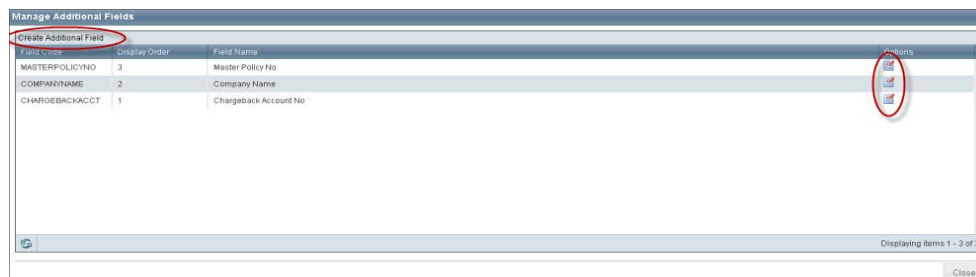 Manage Additional Fields
Create Additional Field
Field Code Display Order Field Name Options
MASTERPOLICYNO 3 Master Policy No
COMPANYNAME 2 Company Name
CHARGEBACKACCT 1 Chargeback Account No
Displaying items 1 - 3 of
Close